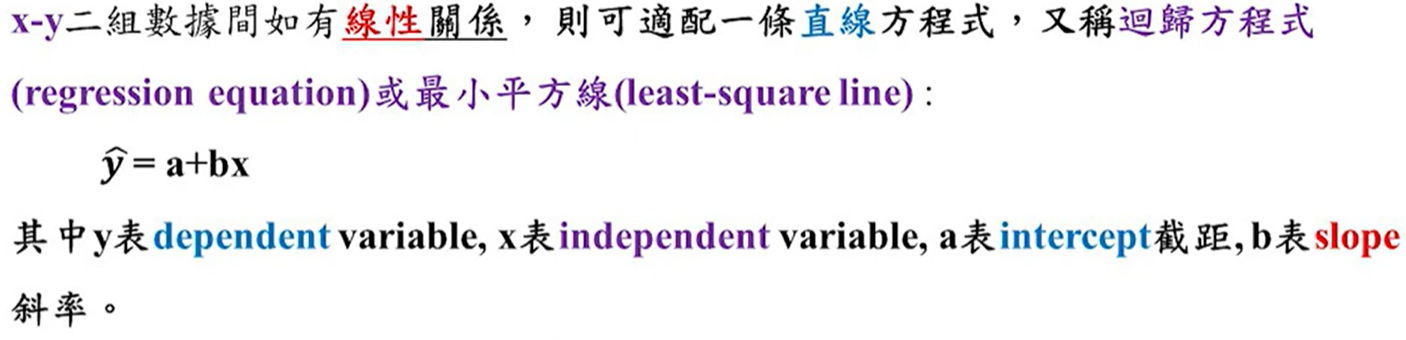 x-y二組數據間如有線性關係，則可適配一條直線方程式，又稱迴歸方程式
(regression equation)或最小平方線(least-square line)：
ŷ = a+bx
其中y表dependent variable, x表independent variable, a表intercept截距, b表slope
斜率。